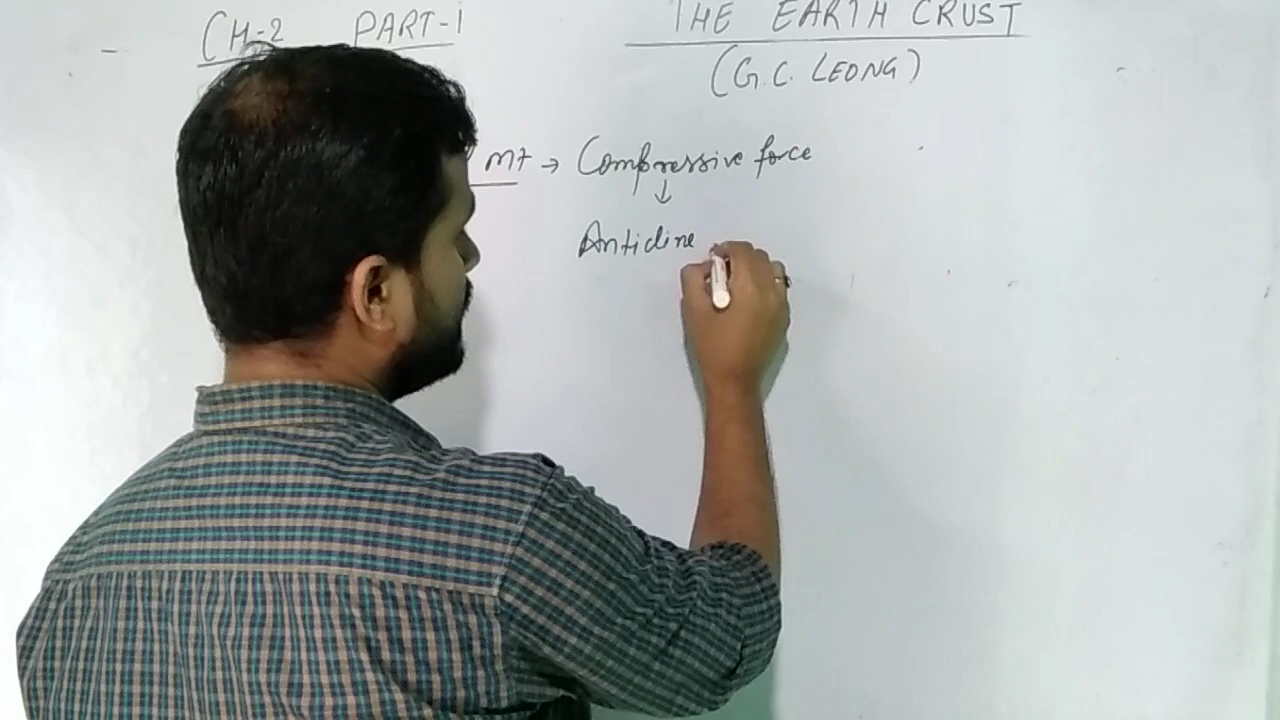 CH-2 PART-1
THE EARTH CRUST
(G.C. LEONG)
mt → Compressive force
↓
Anticline